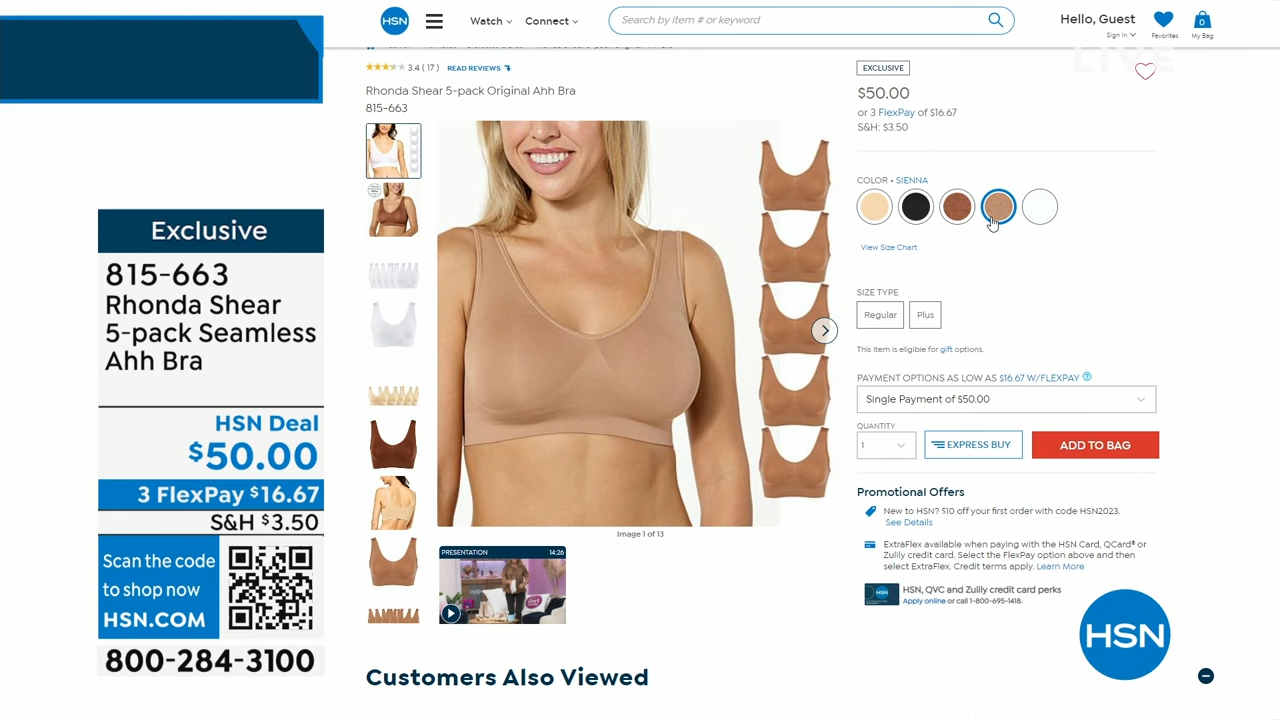 HSN
Watch
Connect
Search by item # or keyword
Hello, Guest
Sign In
Favorites
0
My Bag
LIVE
3.4 (17) READ REVIEWS
Rhonda Shear 5-pack Original Ahh Bra
815-663
EXCLUSIVE
$50.00
or 3 FlexPay of $16.67
S&H: $3.50
COLOR • SIENNA
View Size Chart
SIZE TYPE
Regular
Plus
This item is eligible for gift options.
PAYMENT OPTIONS AS LOW AS $16.67 W/FLEXPAY
Single Payment of $50.00
QUANTITY
1
EXPRESS BUY
ADD TO BAG
Promotional Offers
New to HSN? $10 off your first order with code HSN2023.
See Details
ExtraFlex available when paying with the HSN Card, QCard® or
Zulily credit card. Select the FlexPay option above and then
select ExtraFlex. Credit terms apply. Learn More
HSN, QVC and Zulily credit card perks
Apply online or call 1-800-695-1418.
Image 1 of 13
PRESENTATION 14:26
Customers Also Viewed
Exclusive
815-663
Rhonda Shear
5-pack Seamless
Ahh Bra
HSN Deal
$50.00
3 FlexPay $16.67
S&H $3.50
Scan the code
to shop now
HSN.COM
800-284-3100
HSN